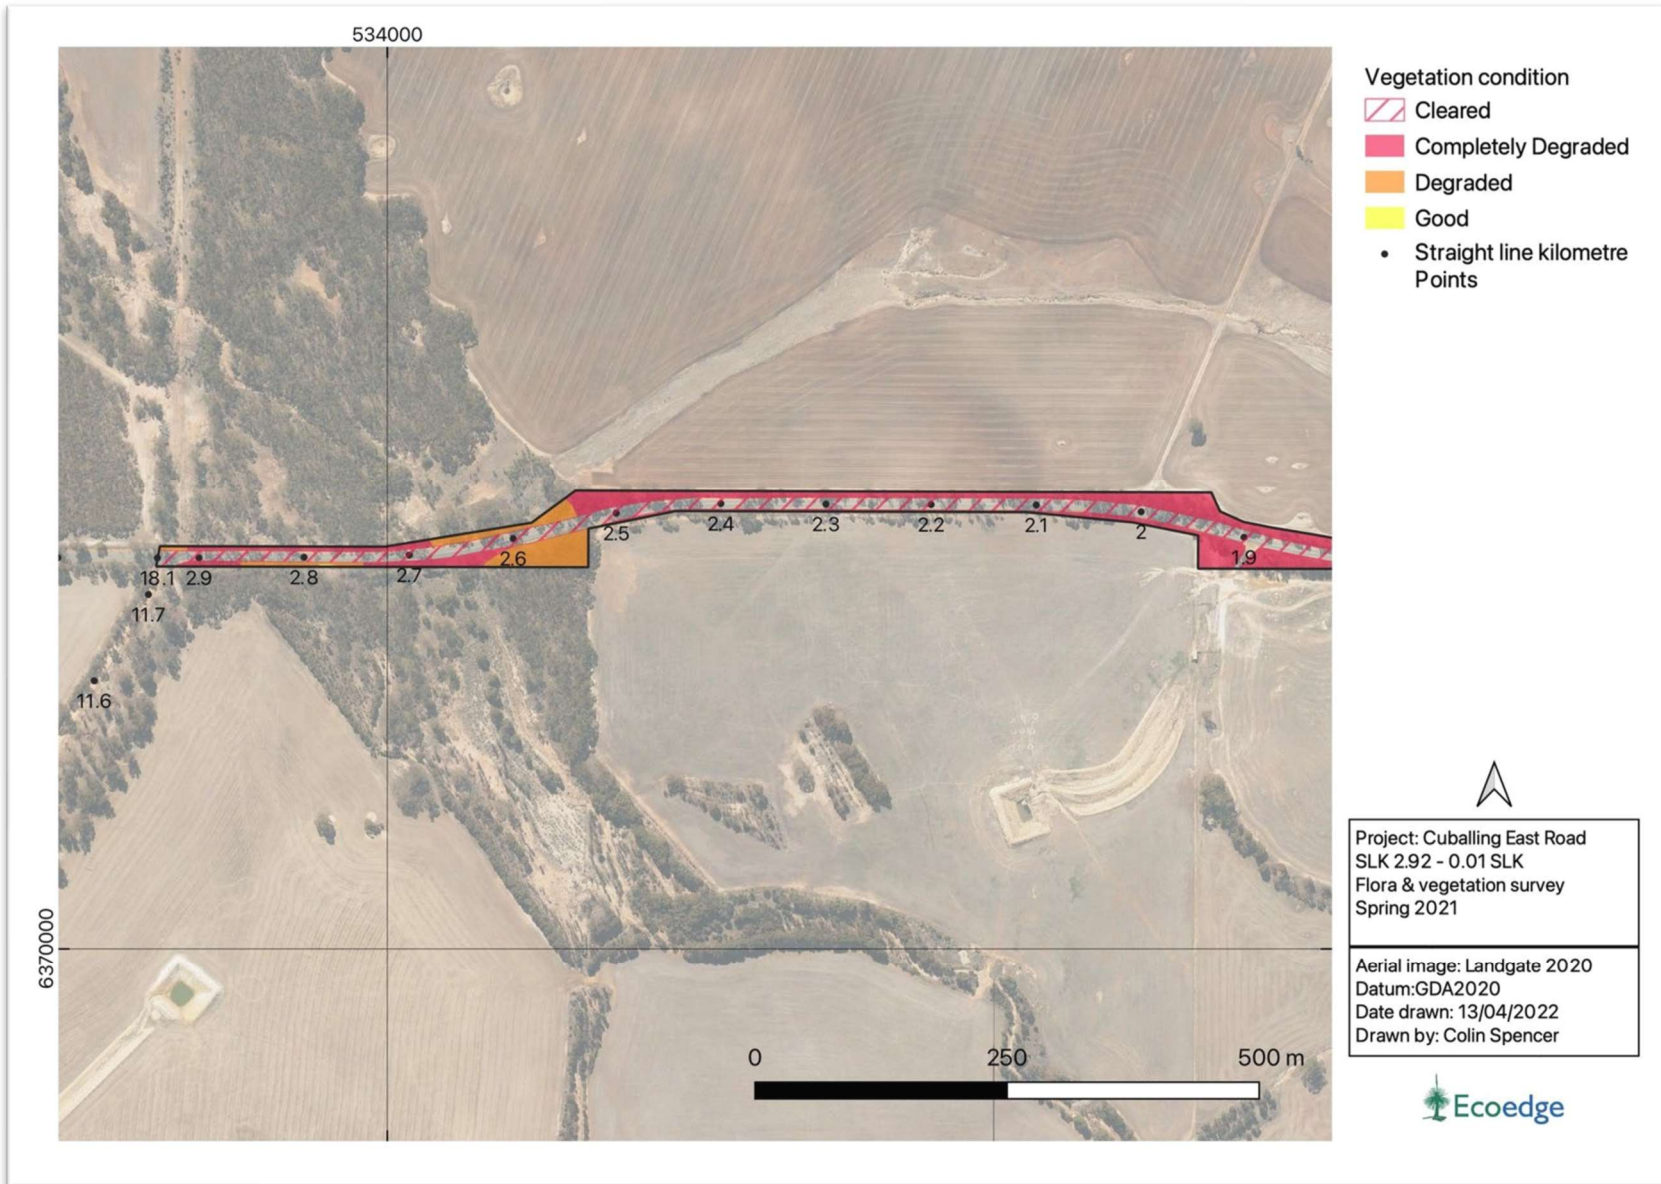 534000
Vegetation condition
Cleared
Completely Degraded
Degraded
Good
Straight line kilometre
Points
2.5
2.4
2.3
2.2
2.1
2
1.9
2.6
18.1
2.9
2.8
2.7
11.7
11.6
6370000
0
250
500 m
Project: Cuballing East Road
SLK 2.92 - 0.01 SLK
Flora & vegetation survey
Spring 2021
Aerial image: Landgate 2020
Datum:GDA2020
Date drawn: 13/04/2022
Drawn by: Colin Spencer
Ecoedge